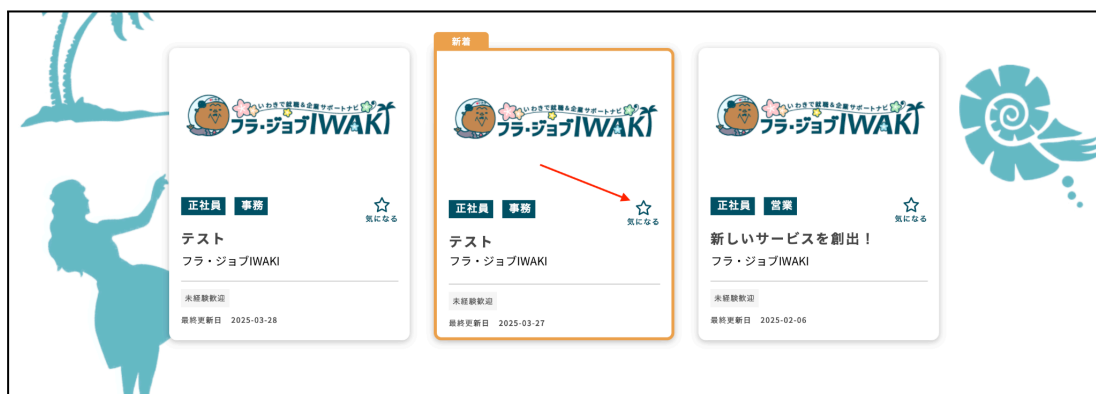 いわきで就職&企業サポートナビ
フラ・ジョブIWAKI
正社員 事務
気になる
テスト
フラ・ジョブIWAKI
未経験歓迎
最終更新日 2025-03-28
新着
いわきで就職&企業サポートナビ
フラ・ジョブIWAKI
正社員 事務
気になる
テスト
フラ・ジョブIWAKI
未経験歓迎
最終更新日 2025-03-27
いわきで就職&企業サポートナビ
フラ・ジョブIWAKI
正社員 営業
気になる
新しいサービスを創出！
フラ・ジョブIWAKI
未経験歓迎
最終更新日 2025-02-06